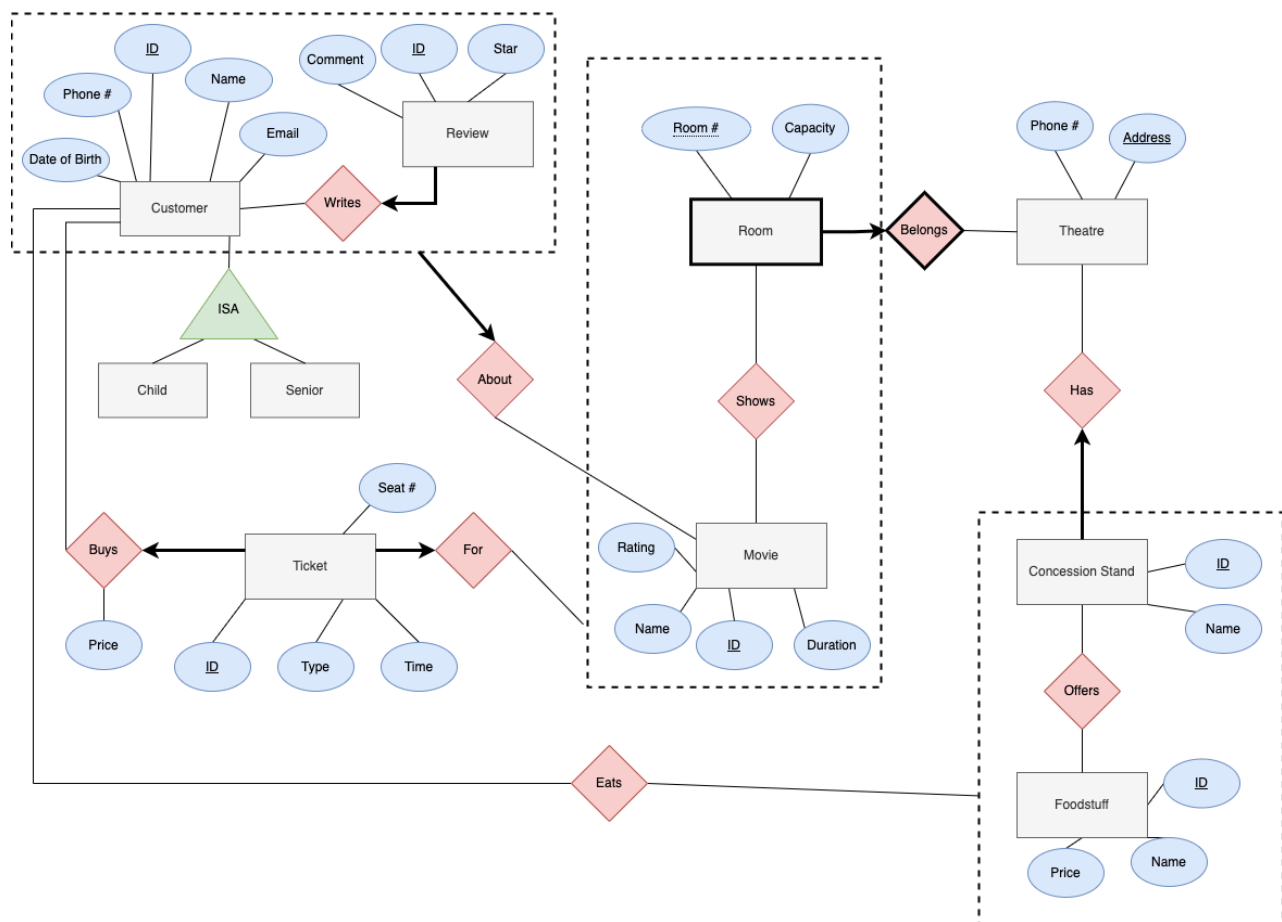 ID
Comment
ID
Star
Phone #
Name
Email
Date of Birth
Review
Customer
Writes
ISA
Child
Senior
About
Room #
Capacity
Phone #
Address
Room
Belongs
Theatre
Shows
Has
Seat #
Buys
Ticket
For
Price
ID
Type
Time
Rating
Movie
Name
ID
Duration
Concession Stand
ID
Name
Offers
Eats
Foodstuff
ID
Price
Name